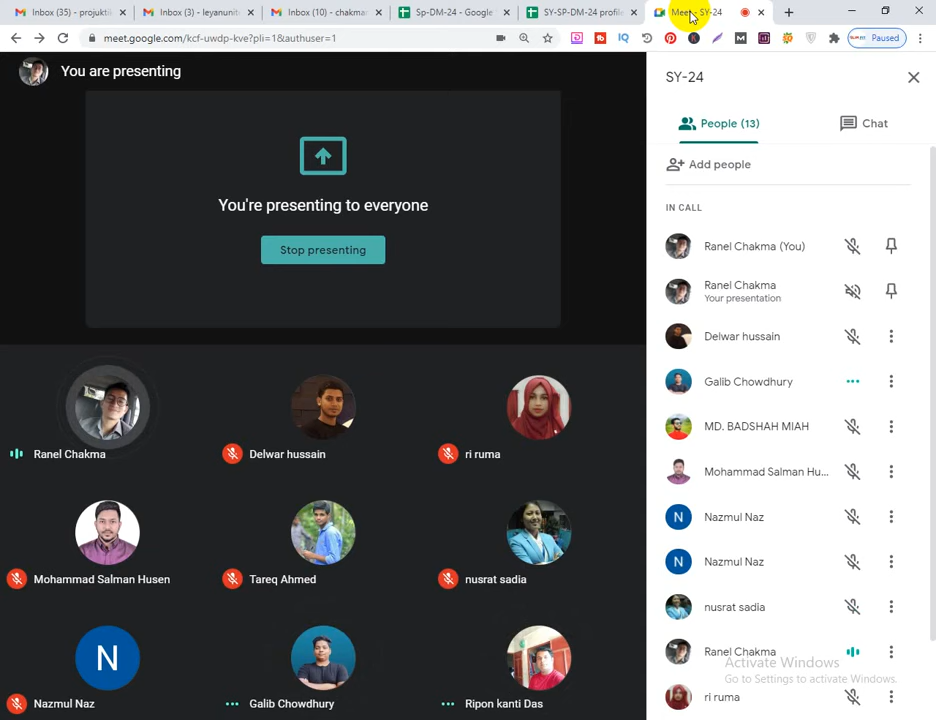 Inbox (35) - projukti
Inbox (3) - leyanunit
Inbox (10) - chakma
Sp-DM-24 - Google
SY-SP-DM-24 profile
Meet - SY-24
meet.google.com/kcf-uwdp-kve?pli=1&authuser=1
Paused
You are presenting
You're presenting to everyone
Stop presenting
Ranel Chakma
Delwar hussain
ri ruma
Mohammad Salman Husen
Tareq Ahmed
nusrat sadia
N
Nazmul Naz
Galib Chowdhury
Ripon kanti Das
SY-24
People (13)
Chat
Add people
IN CALL
Ranel Chakma (You)
Ranel Chakma
Your presentation
Delwar hussain
Galib Chowdhury
MD. BADSHAH MIAH
Mohammad Salman Hu...
N
Nazmul Naz
N
Nazmul Naz
nusrat sadia
Ranel Chakma
ri ruma
Activate Windows
Go to Settings to activate Windows.